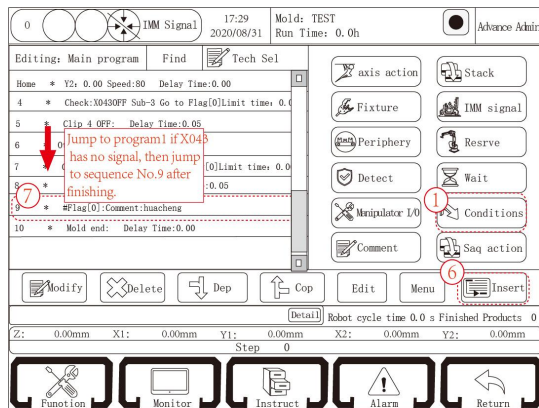 0
IMM Signal
17:29
2020/08/31
Mold: TEST
Run Time: 0.0h
Advance Admin
Editing: Main program
Find
Tech Sel
Home * Y2: 0.00 Speed:80 Delay Time:0.00
4 * Check:X043OFF Sub-3 Go to Flag[0]Limit time: 0.0
5 * Clip 4 OFF: Delay Time:0.05
6
7
[0]Limit time: 0.0
8 *
:0.05
9 * #Flag[0]:Comment:huacheng
10 * Mold end: Delay Time:0.00
Jump to program1 if X043
has no signal, then jump
to sequence No.9 after
finishing.
7
axis action
Stack
Fixture
IMM signal
Periphery
Resrve
Detect
Wait
Manipulator I/O
1
Conditions
Comment
Saq action
6
Modify
Delete
Dep
Cop
Edit
Menu
Insert
Detail
Robot cycle time 0.0 s Finished Products 0
Z: 0.00mm X1: 0.00mm Y1: 0.00mm X2: 0.00mm Y2: 0.00mm
Step 0
Funotion
Monitor
Instruct
Alarm
Return